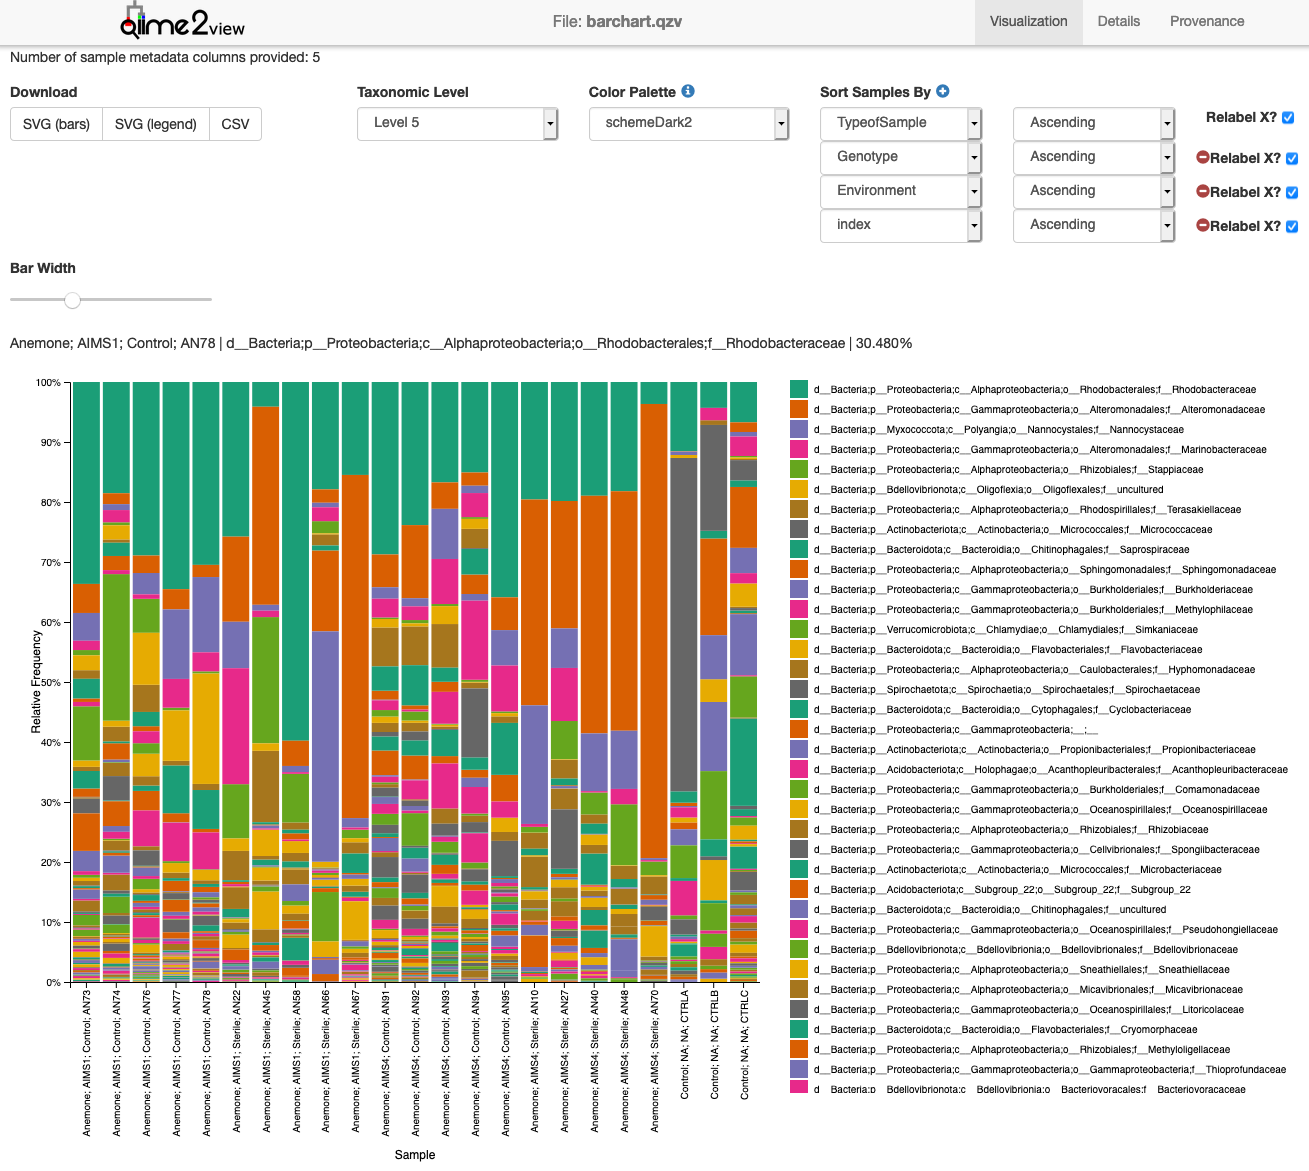 qiime2view
File: barchart.qzv
Visualization
Details
Provenance
Number of sample metadata columns provided: 5
Download
SVG (bars)
SVG (legend)
CSV
Taxonomic Level
Level 5
Color Palette
schemeDark2
Sort Samples By
TypeofSample
Ascending
Relabel X?
Genotype
Ascending
Relabel X?
Environment
Ascending
Relabel X?
index
Ascending
Relabel X?
Bar Width
Anemone; AIMS1; Control; AN78 | d__Bacteria;p__Proteobacteria;c__Alphaproteobacteria;o__Rhodobacterales;f__Rhodobacteraceae | 30.480%
100%
90%
80%
70%
60%
50%
40%
30%
20%
10%
0%
Relative Frequency
Anemone; AIMS1; Control; AN73
Anemone; AIMS1; Control; AN74
Anemone; AIMS1; Control; AN76
Anemone; AIMS1; Control; AN77
Anemone; AIMS1; Control; AN78
Anemone; AIMS1; Sterile; AN22
Anemone; AIMS1; Sterile; AN45
Anemone; AIMS1; Sterile; AN58
Anemone; AIMS1; Sterile; AN66
Anemone; AIMS1; Sterile; AN67
Anemone; AIMS4; Control; AN91
Anemone; AIMS4; Control; AN92
Anemone; AIMS4; Control; AN93
Anemone; AIMS4; Control; AN94
Anemone; AIMS4; Control; AN95
Anemone; AIMS4; Sterile; AN10
Anemone; AIMS4; Sterile; AN27
Anemone; AIMS4; Sterile; AN40
Anemone; AIMS4; Sterile; AN48
Anemone; AIMS4; Sterile; AN70
Control; NA; NA; CTRLA
Control; NA; NA; CTRLB
Control; NA; NA; CTRLC
Sample
d__Bacteria;p__Proteobacteria;c__Alphaproteobacteria;o__Rhodobacterales;f__Rhodobacteraceae
d__Bacteria;p__Proteobacteria;c__Gammaproteobacteria;o__Alteromonadales;f__Alteromonadaceae
d__Bacteria;p__Myxococcota;c__Polyangia;o__Nannocystales;f__Nannocystaceae
d__Bacteria;p__Proteobacteria;c__Gammaproteobacteria;o__Alteromonadales;f__Marinobacteraceae
d__Bacteria;p__Proteobacteria;c__Alphaproteobacteria;o__Rhizobiales;f__Stappiaceae
d__Bacteria;p__Bdellovibrionota;c__Oligoflexia;o__Oligoflexales;f__uncultured
d__Bacteria;p__Proteobacteria;c__Alphaproteobacteria;o__Rhodospirillales;f__Terasakiellaceae
d__Bacteria;p__Actinobacteriota;c__Actinobacteria;o__Micrococcales;f__Micrococcaceae
d__Bacteria;p__Bacteroidota;c__Bacteroidia;o__Chitinophagales;f__Saprospiraceae
d__Bacteria;p__Proteobacteria;c__Alphaproteobacteria;o__Sphingomonadales;f__Sphingomonadaceae
d__Bacteria;p__Proteobacteria;c__Gammaproteobacteria;o__Burkholderiales;f__Burkholderiaceae
d__Bacteria;p__Proteobacteria;c__Gammaproteobacteria;o__Burkholderiales;f__Methylophilaceae
d__Bacteria;p__Verrucomicrobiota;c__Chlamydiae;o__Chlamydiales;f__Simkaniaceae
d__Bacteria;p__Bacteroidota;c__Bacteroidia;o__Flavobacteriales;f__Flavobacteriaceae
d__Bacteria;p__Proteobacteria;c__Alphaproteobacteria;o__Caulobacterales;f__Hyphomonadaceae
d__Bacteria;p__Spirochaetota;c__Spirochaetia;o__Spirochaetales;f__Spirochaetaceae
d__Bacteria;p__Bacteroidota;c__Bacteroidia;o__Cytophagales;f__Cyclobacteriaceae
d__Bacteria;p__Proteobacteria;c__Gammaproteobacteria;__;__
d__Bacteria;p__Actinobacteriota;c__Actinobacteria;o__Propionibacteriales;f__Propionibacteriaceae
d__Bacteria;p__Acidobacteriota;c__Holophagae;o__Acanthopleuribacterales;f__Acanthopleuribacteraceae
d__Bacteria;p__Proteobacteria;c__Gammaproteobacteria;o__Burkholderiales;f__Comamonadaceae
d__Bacteria;p__Proteobacteria;c__Gammaproteobacteria;o__Oceanospirillales;f__Oceanospirillaceae
d__Bacteria;p__Proteobacteria;c__Alphaproteobacteria;o__Rhizobiales;f__Rhizobiaceae
d__Bacteria;p__Proteobacteria;c__Gammaproteobacteria;o__Cellvibrionales;f__Spongiibacteraceae
d__Bacteria;p__Actinobacteriota;c__Actinobacteria;o__Micrococcales;f__Microbacteriaceae
d__Bacteria;p__Acidobacteriota;c__Subgroup_22;o__Subgroup_22;f__Subgroup_22
d__Bacteria;p__Bacteroidota;c__Bacteroidia;o__Chitinophagales;f__uncultured
d__Bacteria;p__Proteobacteria;c__Gammaproteobacteria;o__Oceanospirillales;f__Pseudohongiellaceae
d__Bacteria;p__Bdellovibrionota;c__Bdellovibrionia;o__Bdellovibrionales;f__Bdellovibrionaceae
d__Bacteria;p__Proteobacteria;c__Alphaproteobacteria;o__Sneathiellales;f__Sneathiellaceae
d__Bacteria;p__Proteobacteria;c__Alphaproteobacteria;o__Micavibrionales;f__Micavibrionaceae
d__Bacteria;p__Proteobacteria;c__Gammaproteobacteria;o__Oceanospirillales;f__Litoricolaceae
d__Bacteria;p__Bacteroidota;c__Bacteroidia;o__Flavobacteriales;f__Cryomorphaceae
d__Bacteria;p__Proteobacteria;c__Alphaproteobacteria;o__Rhizobiales;f__Methyloligellaceae
d__Bacteria;p__Proteobacteria;c__Gammaproteobacteria;o__Gammaproteobacteria;f__Thioprofundaceae
d__Bacteria;p__Bdellovibrionota;c__Bdellovibrionia;o__Bacteriovoracales;f__Bacteriovoracaceae